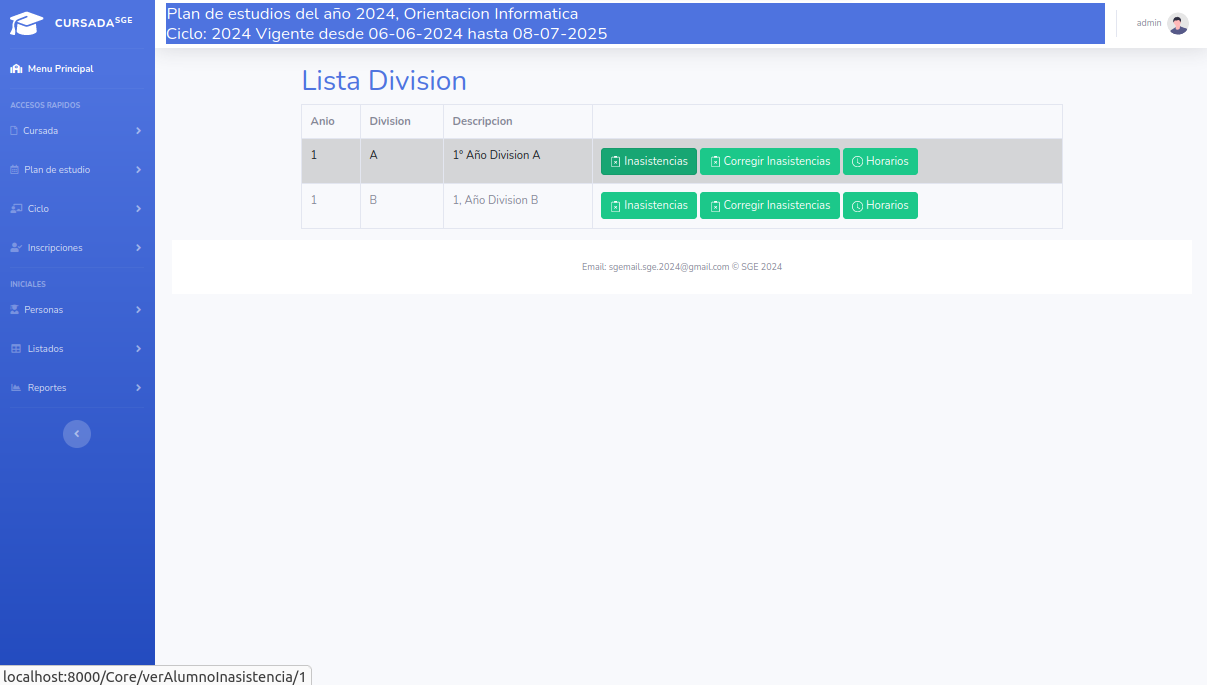 CURSADA SGE
Plan de estudios del año 2024, Orientacion Informatica
Ciclo: 2024 Vigente desde 06-06-2024 hasta 08-07-2025
admin
Menu Principal
ACCESOS RAPIDOS
Cursada
Plan de estudio
Ciclo
Inscripciones
INICIALES
Personas
Listados
Reportes
Lista Division
Anio Division Descripcion
1 A 1° Año Division A Inasistencias Corregir Inasistencias Horarios
1 B 1, Año Division B Inasistencias Corregir Inasistencias Horarios
Email: sgemail.sge.2024@gmail.com © SGE 2024
localhost:8000/Core/verAlumnoInasistencia/1